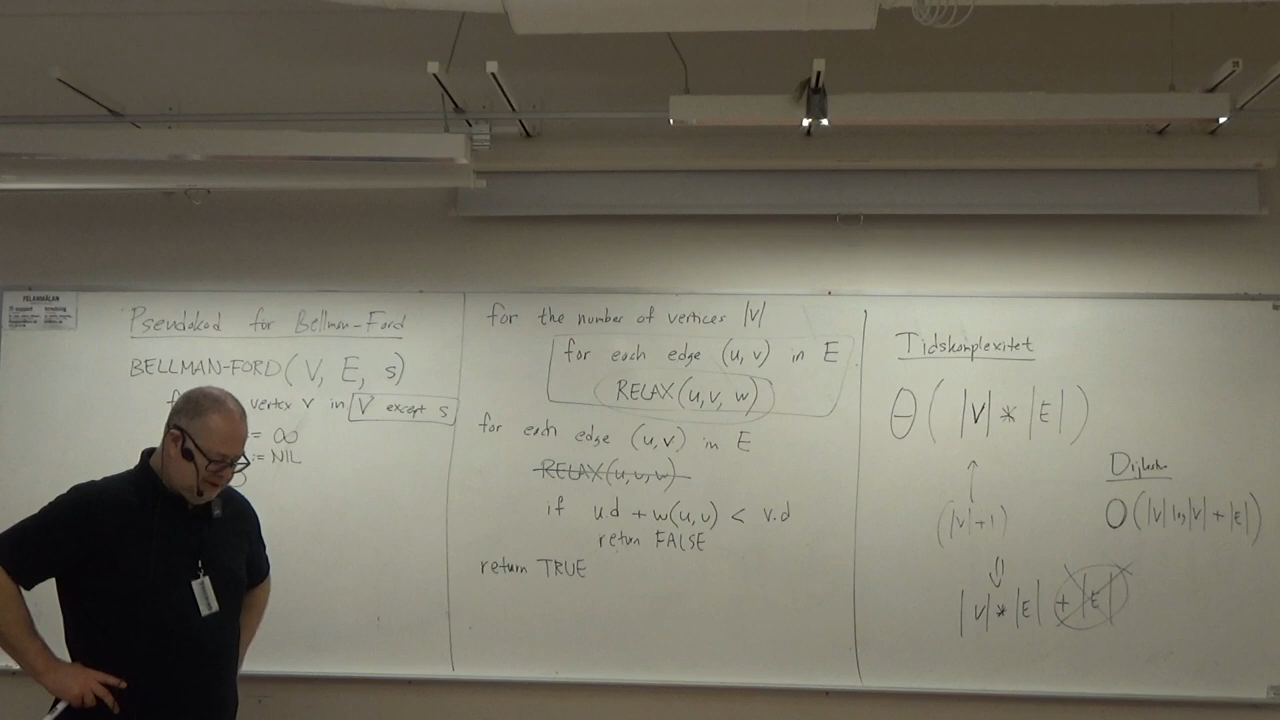 FELANMÄLAN
Pseudokod för Bellman-Ford
BELLMAN-FORD(V, E, s)
vertex v in V except s
= ∞
:= NIL
for the number of vertices |V|
for each edge (u, v) in E
RELAX(u, v, w)
for each edge (u, v) in E
RELAX(u, v, w)
if u.d + w(u, v) < v.d
return FALSE
return TRUE
Tidskomplexitet
Θ(|V| * |E|)
↑
(|V|+1)
⇓
|V| * |E| + |E|
Dijkstra
O(|V| log|V| + |E|)